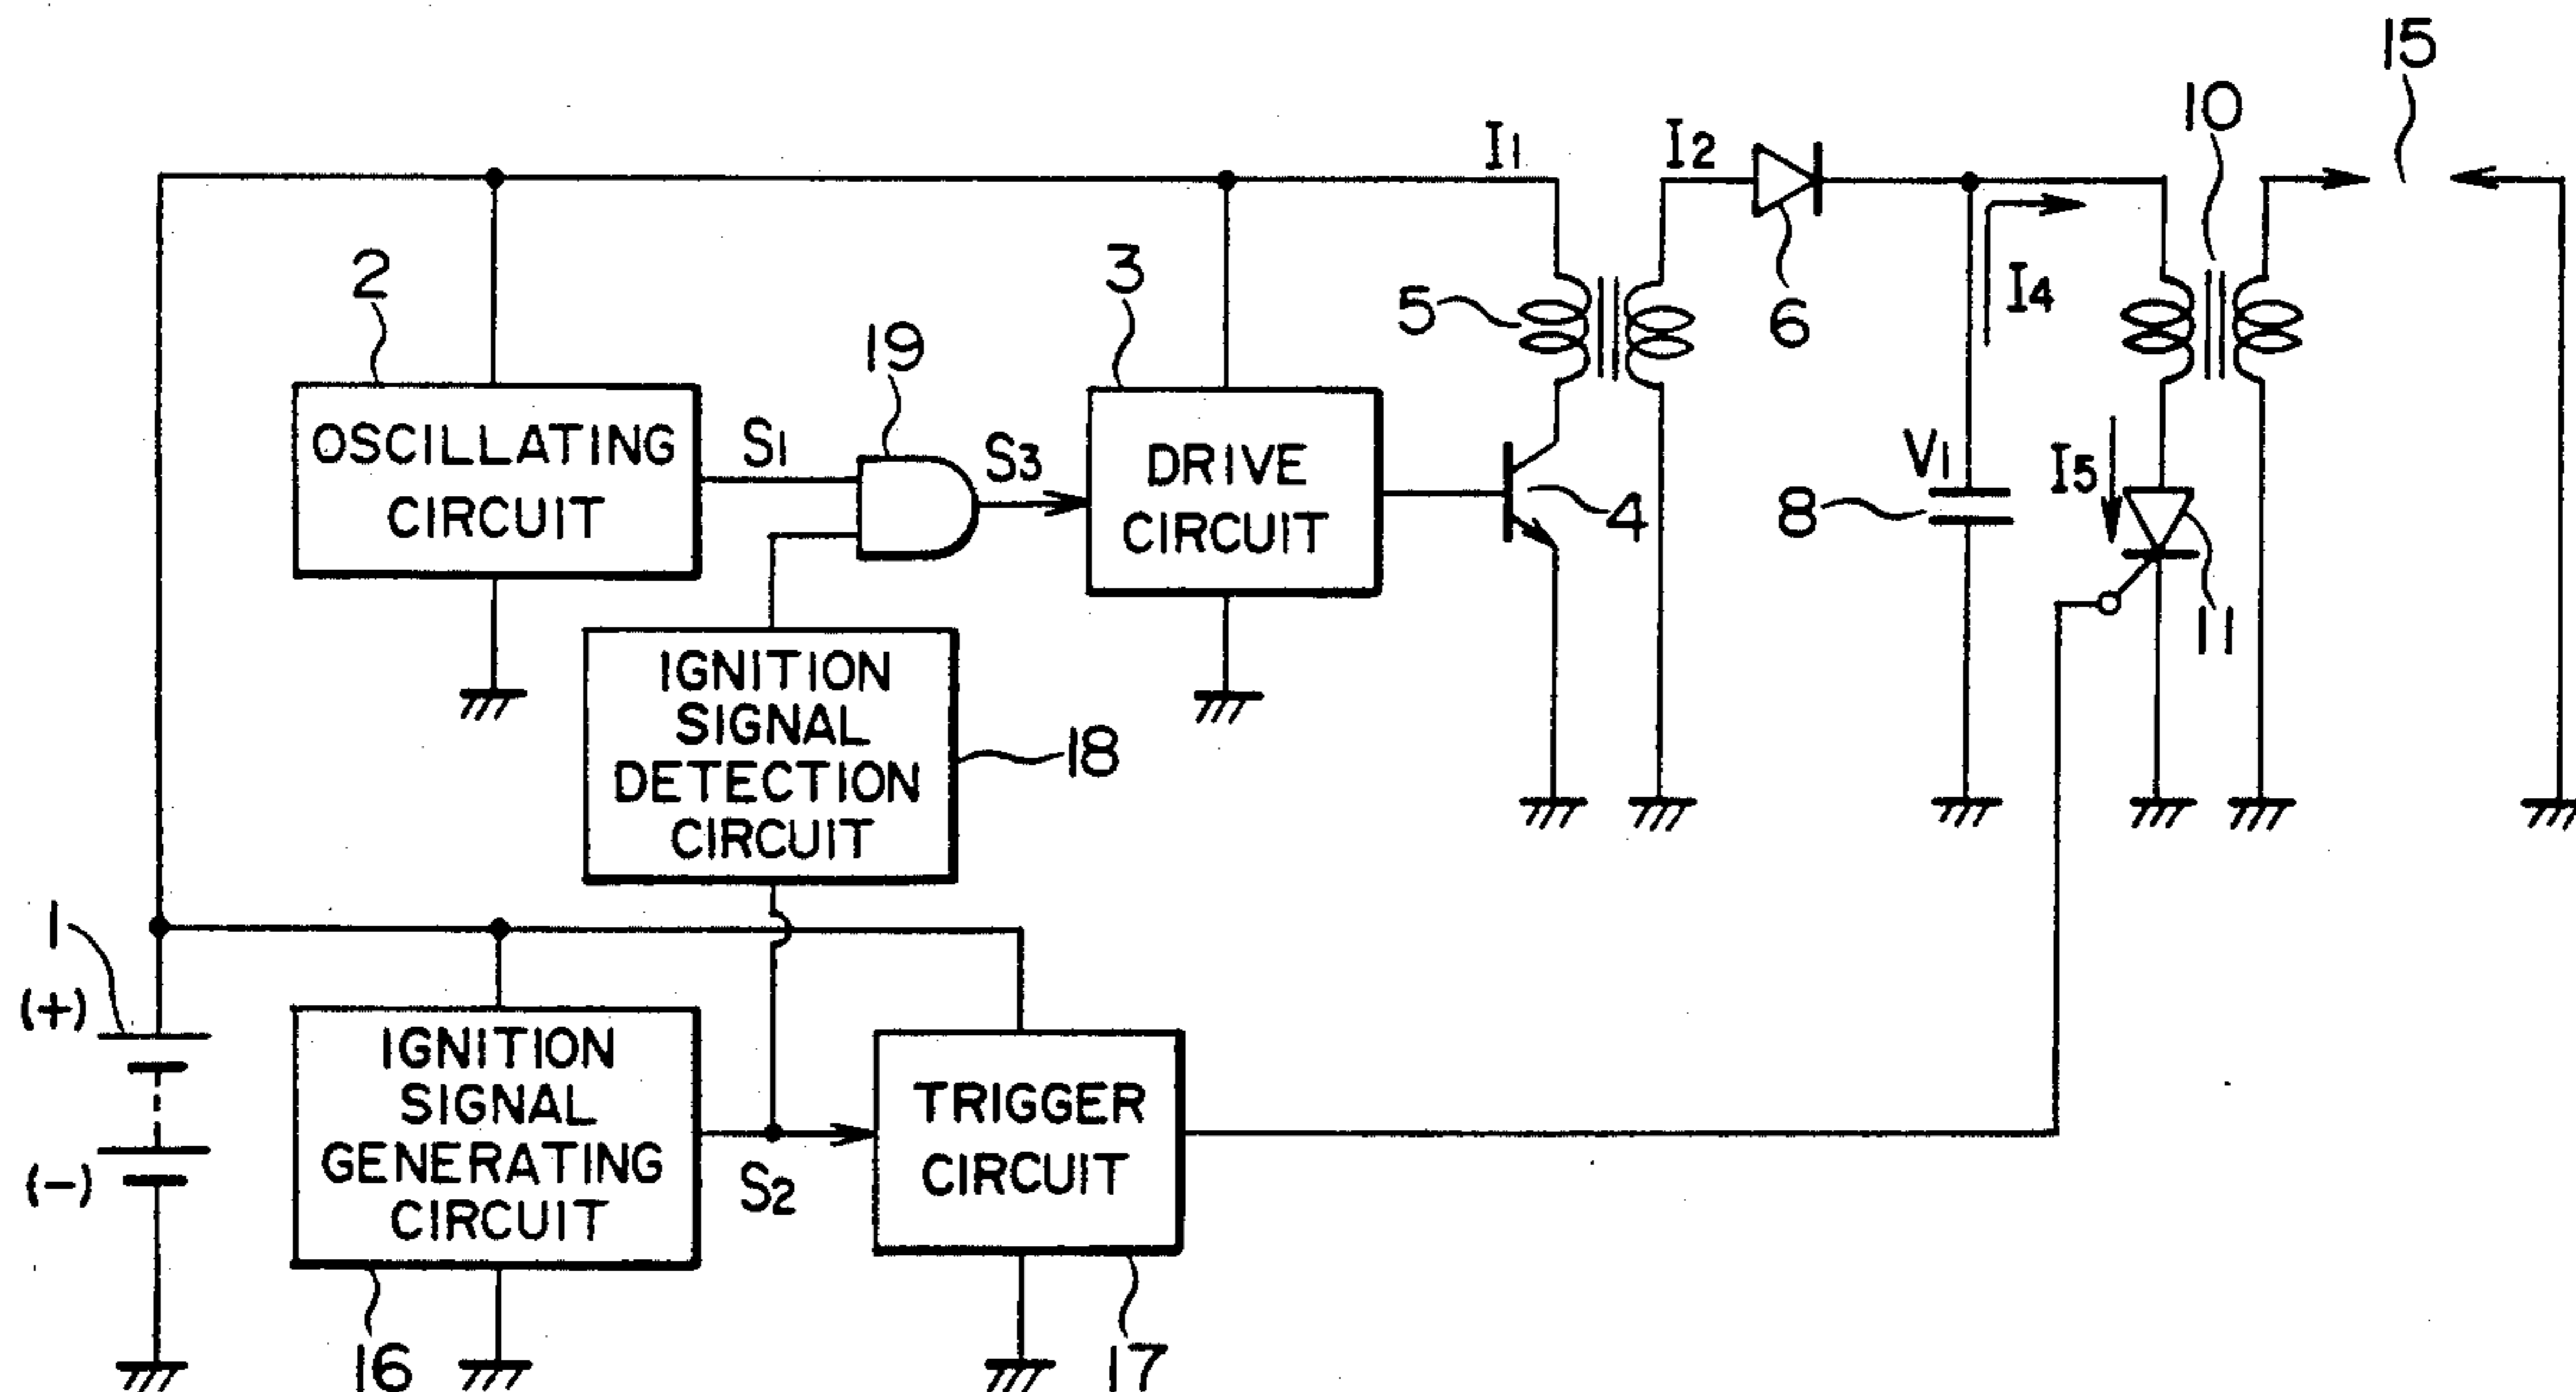 15
10
I1
I2
2
3
5
6
I4
19
OSCILLATING
CIRCUIT
S1
S3
DRIVE
CIRCUIT
4
V1
8
I5
11
IGNITION
SIGNAL
DETECTION
CIRCUIT
18
1
(+)
(-)
IGNITION
SIGNAL
GENERATING
CIRCUIT
S2
TRIGGER
CIRCUIT
16
17